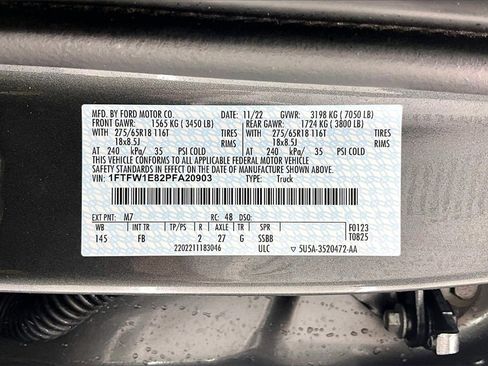 MFD. BY FORD MOTOR CO. 11/22 GVWR: 3198 KG ( 7050 LB)
FRONT GAWR: 1565 KG ( 3450 LB) REAR GAWR: 1724 KG ( 3800 LB)
WITH 275/65R18 116T TIRES WITH 275/65R18 116T TIRES
18x8.5J RIMS 18x8.5J RIMS
AT 240 kPa/ 35 PSI COLD AT 240 kPa/ 35 PSI COLD
THIS VEHICLE CONFORMS TO ALL APPLICABLE FEDERAL MOTOR VEHICLE
SAFETY STANDARDS IN EFFECT ON THE DATE OF MANUFACTURE SHOWN ABOVE.
VIN: 1FTFW1E82PFA20903 TYPE: Truck
EXT PNT: M7 RC: 48 DSO: F0123
WB INT TR TP/PS R AXLE TR SPR T0825
145 FB 2 27 G SSBB
2202211183046 ULC 5U5A-3520472-AA